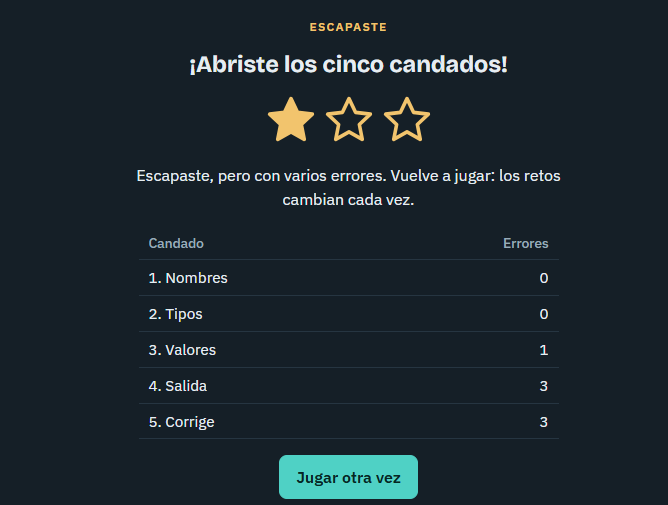 ESCAPASTE
¡Abriste los cinco candados!
Escapaste, pero con varios errores. Vuelve a jugar: los retos
cambian cada vez.
Candado Errores
1. Nombres 0
2. Tipos 0
3. Valores 1
4. Salida 3
5. Corrige 3
Jugar otra vez